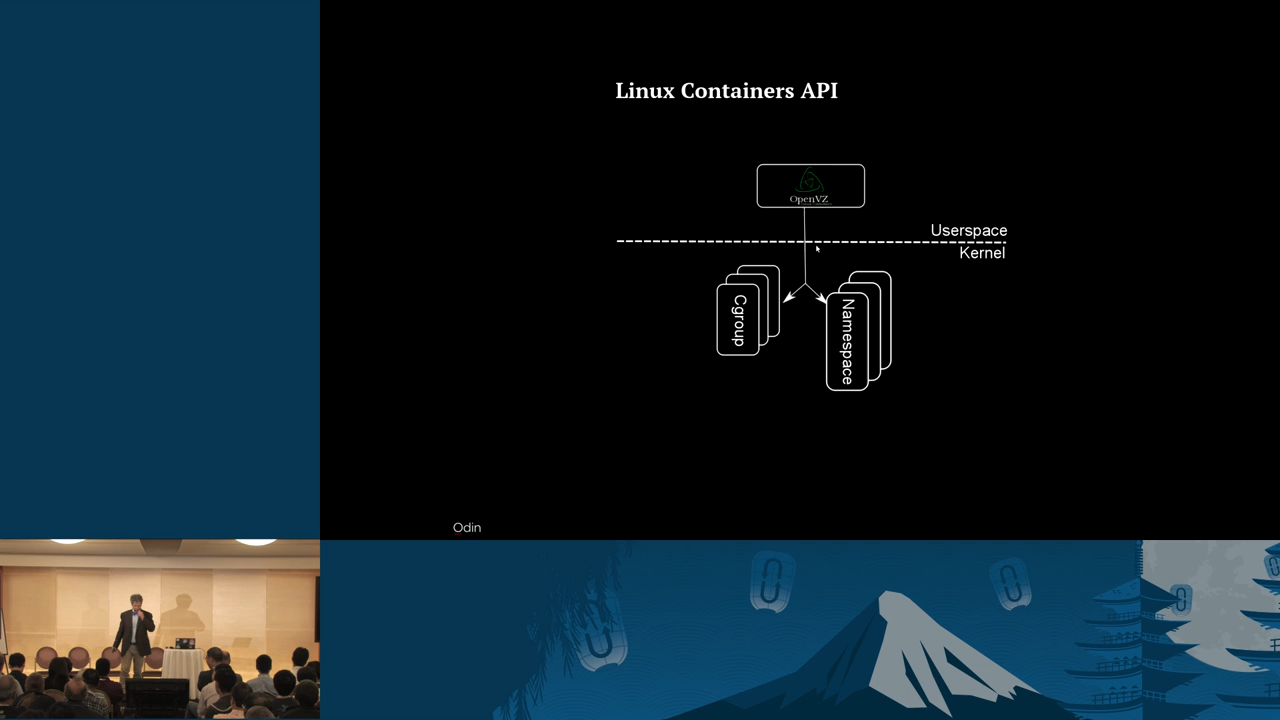 Linux Containers API
OpenVZ
Userspace
Kernel
Cgroup
Namespace
Odin